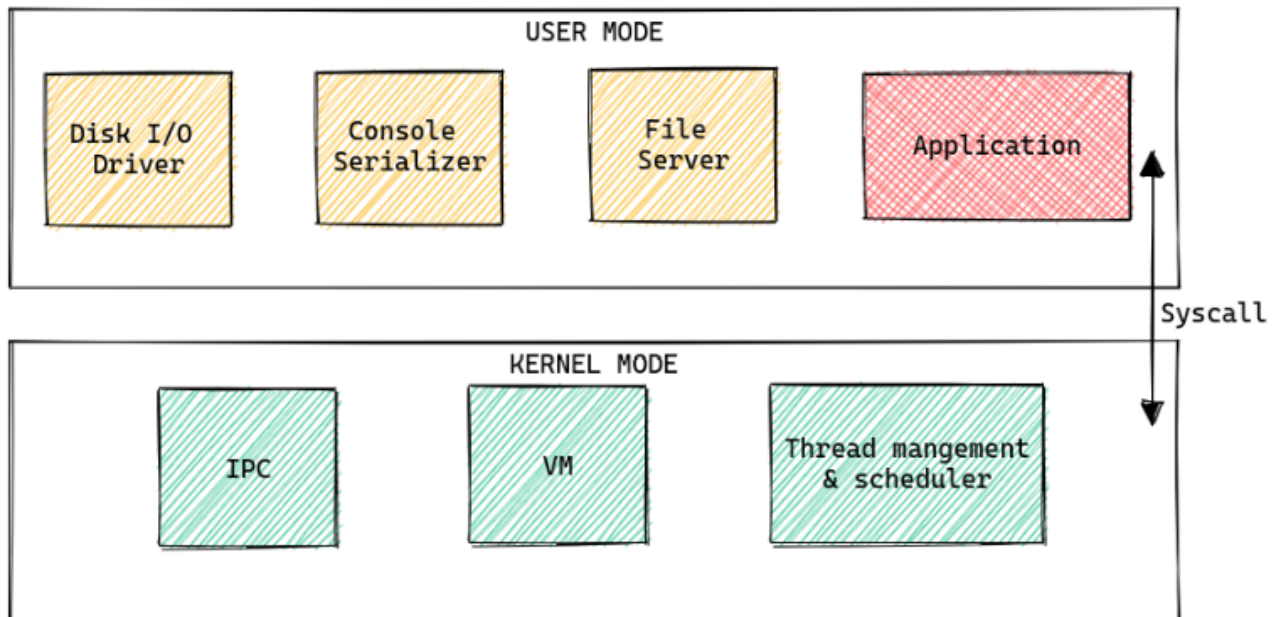 USER MODE
Disk I/O
Driver
Console
Serializer
File
Server
Application
Syscall
KERNEL MODE
IPC
VM
Thread mangement
& scheduler